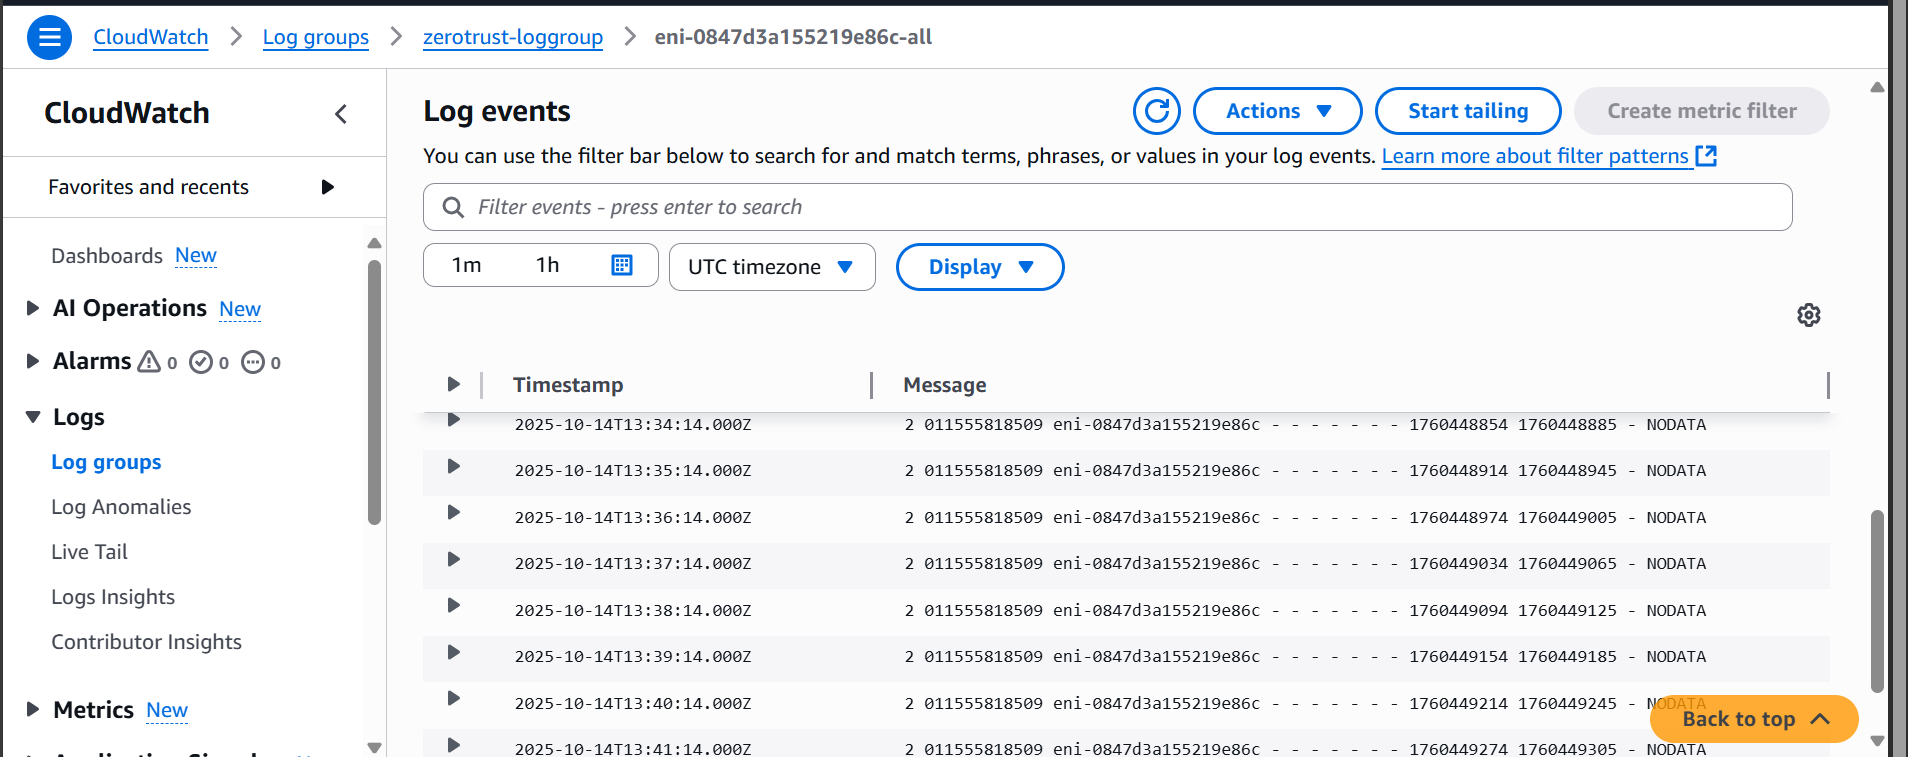 CloudWatch > Log groups > zerotrust-loggroup > eni-0847d3a155219e86c-all
CloudWatch
Favorites and recents
Dashboards New
AI Operations New
Alarms 0 0 0
Logs
Log groups
Log Anomalies
Live Tail
Logs Insights
Contributor Insights
Metrics New
Log events
Actions
Start tailing
Create metric filter
You can use the filter bar below to search for and match terms, phrases, or values in your log events. Learn more about filter patterns
Filter events - press enter to search
1m 1h
UTC timezone
Display
Timestamp Message
2025-10-14T13:34:14.000Z 2 011555818509 eni-0847d3a155219e86c - - - - - - - 1760448854 1760448885 - NODATA
2025-10-14T13:35:14.000Z 2 011555818509 eni-0847d3a155219e86c - - - - - - - 1760448914 1760448945 - NODATA
2025-10-14T13:36:14.000Z 2 011555818509 eni-0847d3a155219e86c - - - - - - - 1760448974 1760449005 - NODATA
2025-10-14T13:37:14.000Z 2 011555818509 eni-0847d3a155219e86c - - - - - - - 1760449034 1760449065 - NODATA
2025-10-14T13:38:14.000Z 2 011555818509 eni-0847d3a155219e86c - - - - - - - 1760449094 1760449125 - NODATA
2025-10-14T13:39:14.000Z 2 011555818509 eni-0847d3a155219e86c - - - - - - - 1760449154 1760449185 - NODATA
2025-10-14T13:40:14.000Z 2 011555818509 eni-0847d3a155219e86c - - - - - - - 1760449214 1760449245 - NODATA
2025-10-14T13:41:14.000Z 2 011555818509 eni-0847d3a155219e86c - - - - - - - 1760449274 1760449305 - NODATA
Back to top